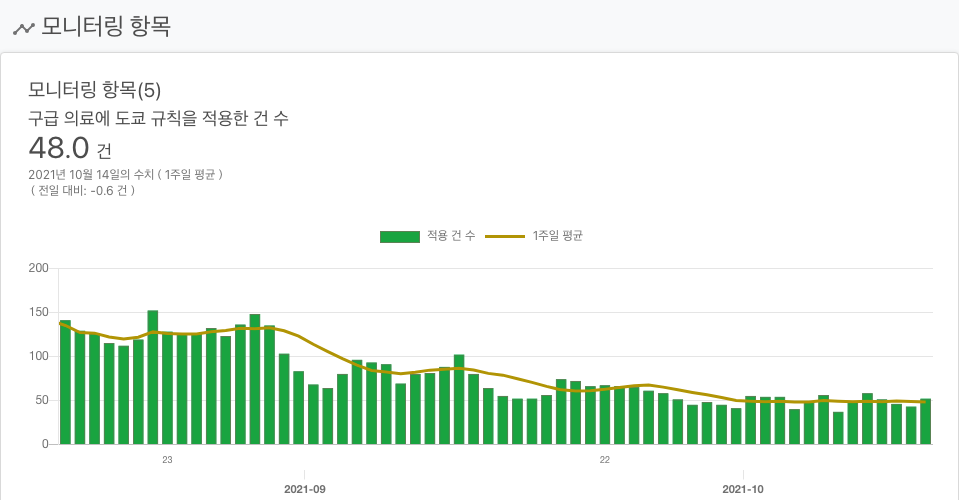 모니터링 항목
모니터링 항목(5)
구급 의료에 도쿄 규칙을 적용한 건 수
48.0 건
2021년 10월 14일의 수치 ( 1주일 평균 )
( 전일 대비: -0.6 건 )
적용 건 수 1주일 평균
200
150
100
50
0
23 22
2021-09 2021-10